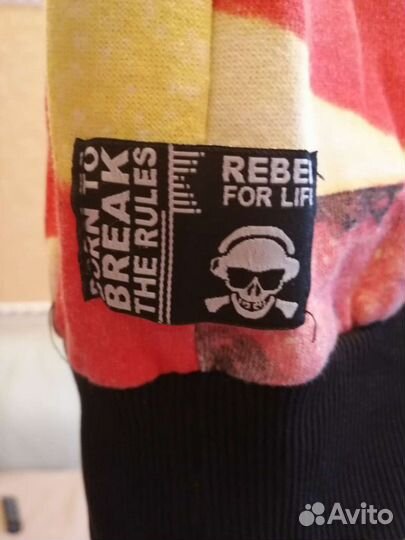 BORN TO
BREAK
THE RULES
REBE
FOR LIF
Avito